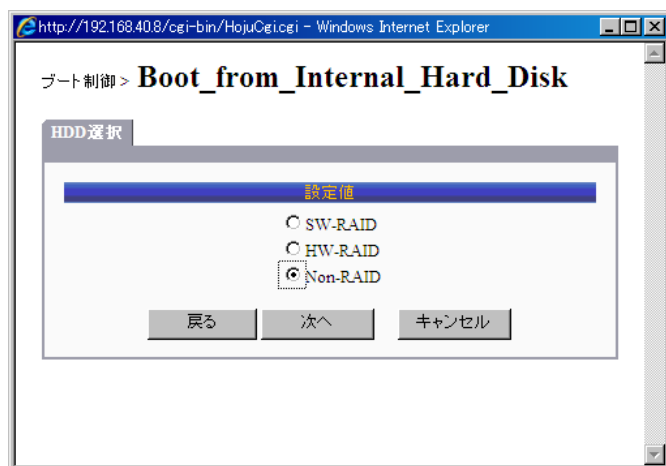 http://192.168.40.8/cgi-bin/HojuCgi.cgi - Windows Internet Explorer
ブート制御 > Boot_from_Internal_Hard_Disk
HDD選択
設定値
SW-RAID
HW-RAID
Non-RAID
戻る 次へ キャンセル